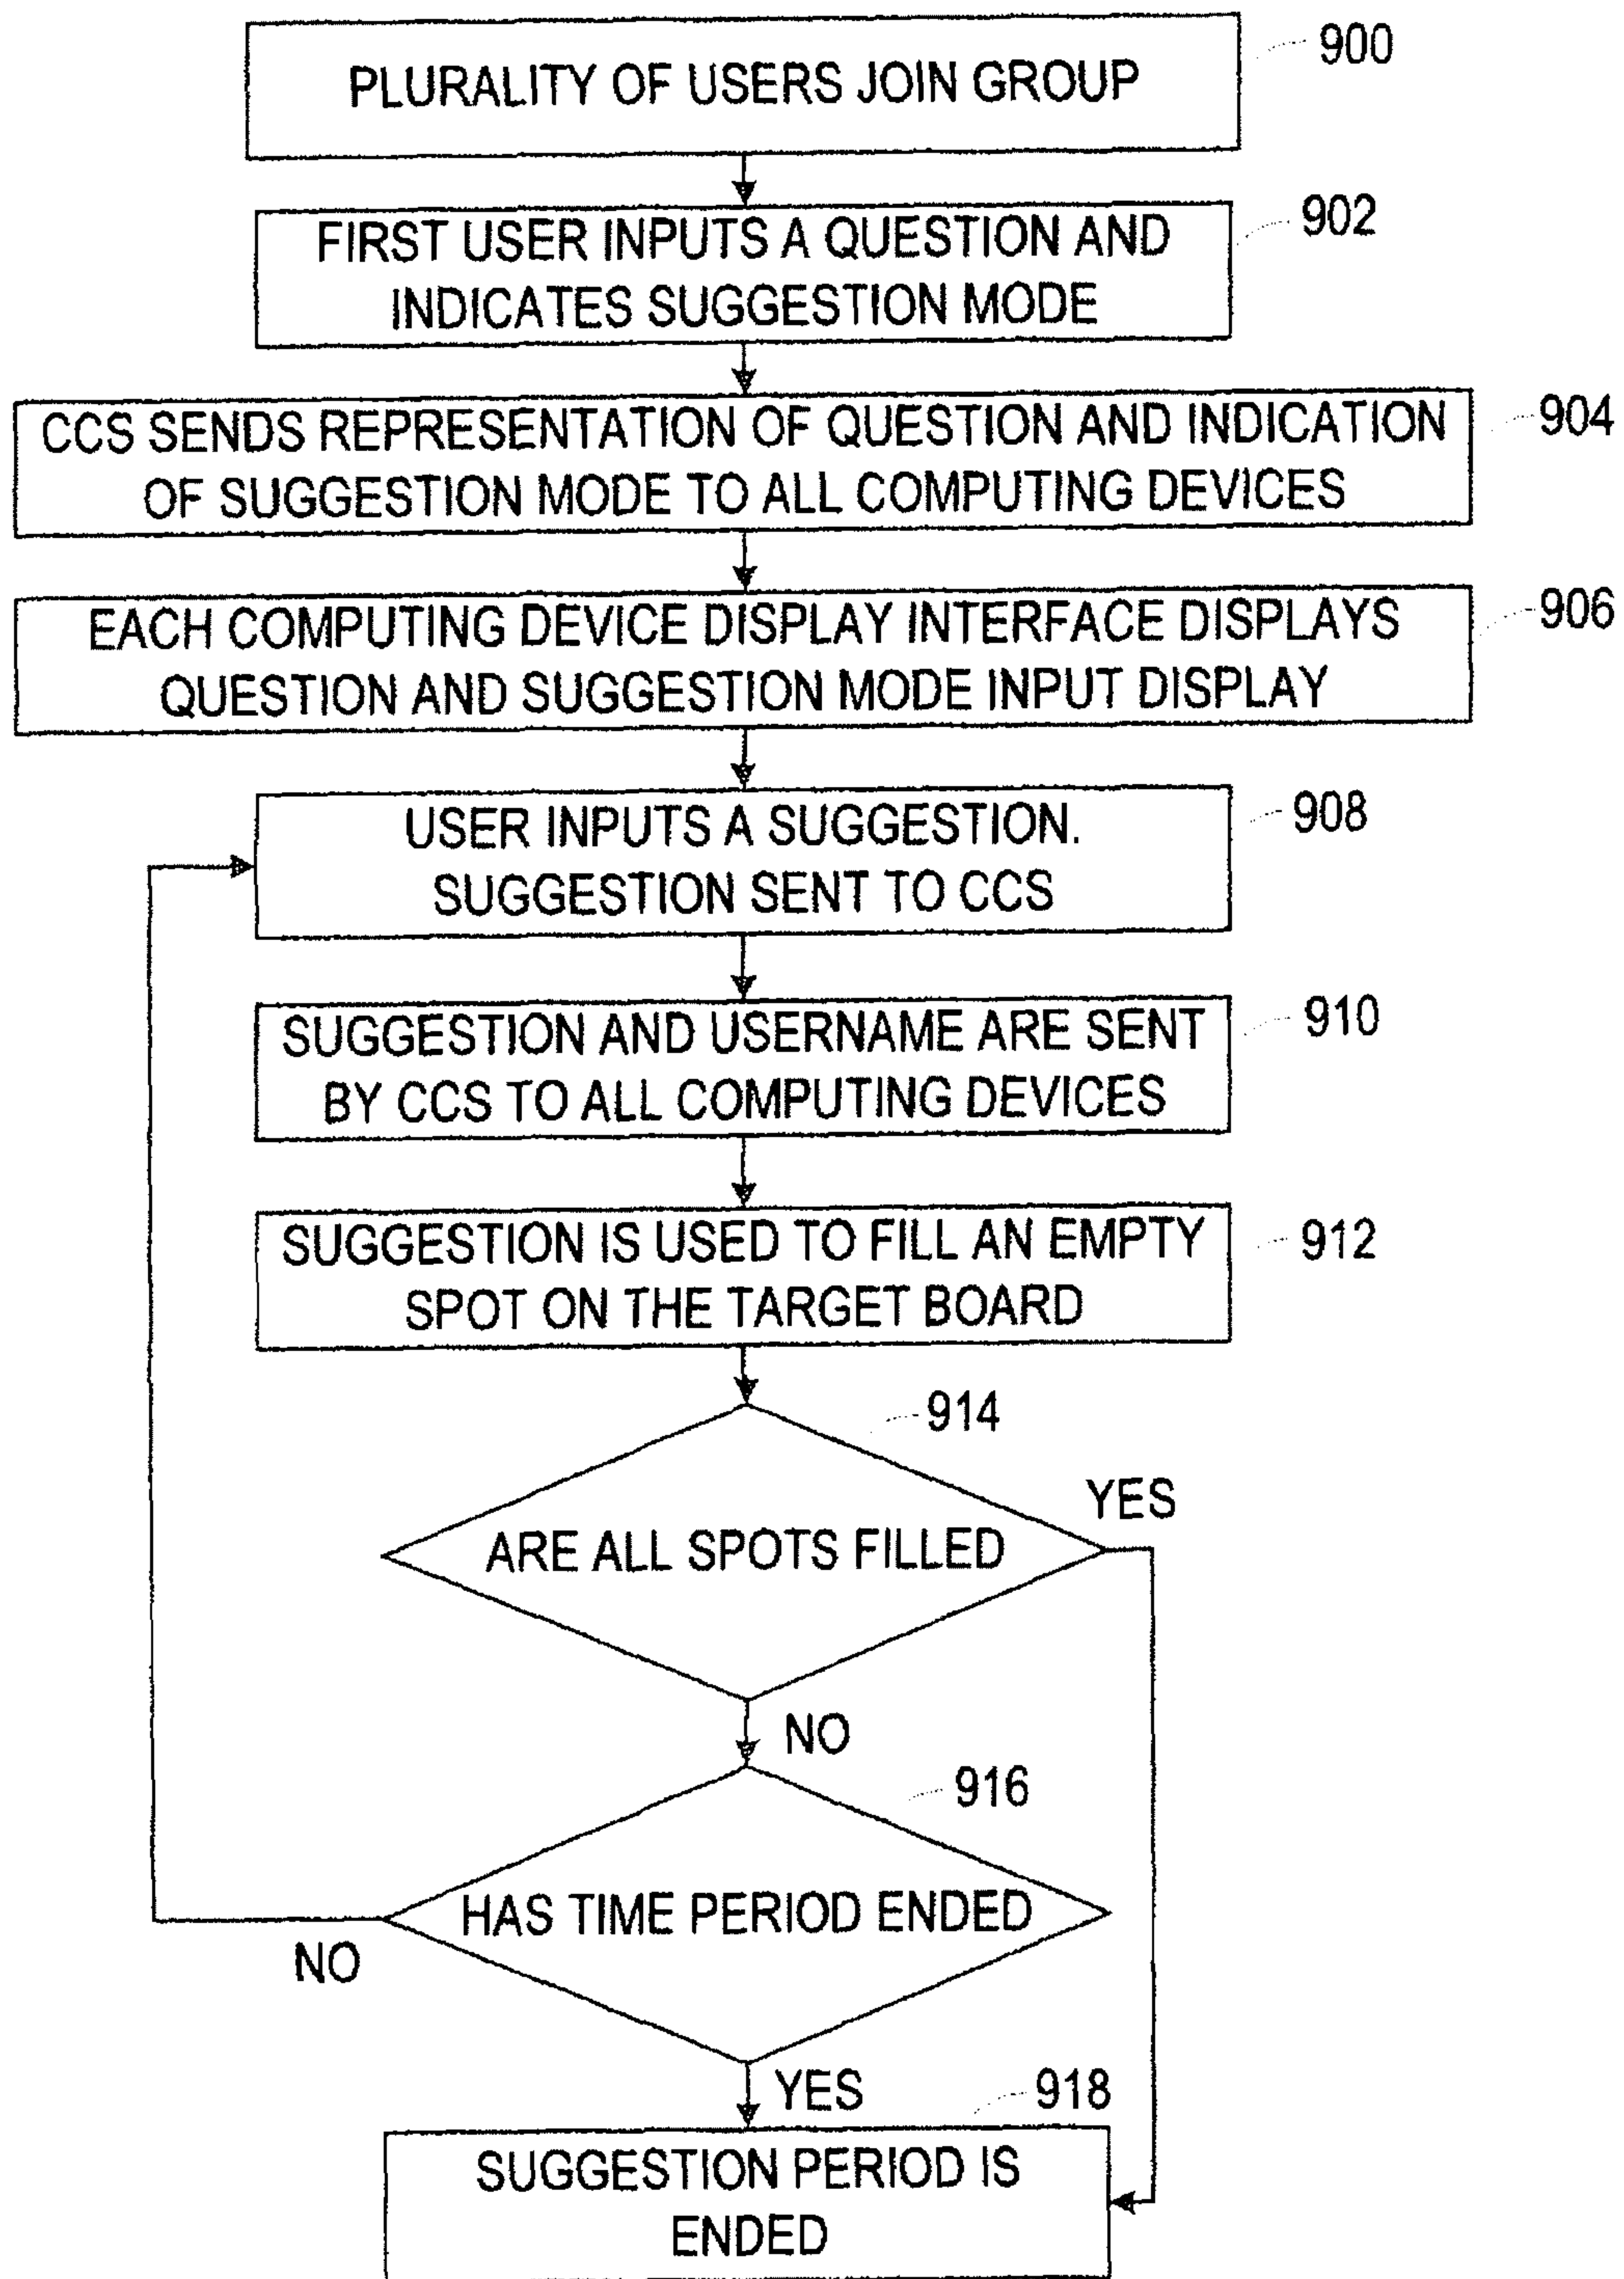 PLURALITY OF USERS JOIN GROUP
900
FIRST USER INPUTS A QUESTION AND
INDICATES SUGGESTION MODE
902
CCS SENDS REPRESENTATION OF QUESTION AND INDICATION
OF SUGGESTION MODE TO ALL COMPUTING DEVICES
904
EACH COMPUTING DEVICE DISPLAY INTERFACE DISPLAYS
QUESTION AND SUGGESTION MODE INPUT DISPLAY
906
USER INPUTS A SUGGESTION.
SUGGESTION SENT TO CCS
908
SUGGESTION AND USERNAME ARE SENT
BY CCS TO ALL COMPUTING DEVICES
910
SUGGESTION IS USED TO FILL AN EMPTY
SPOT ON THE TARGET BOARD
912
914
YES
ARE ALL SPOTS FILLED
NO
916
HAS TIME PERIOD ENDED
NO
YES
918
SUGGESTION PERIOD IS
ENDED